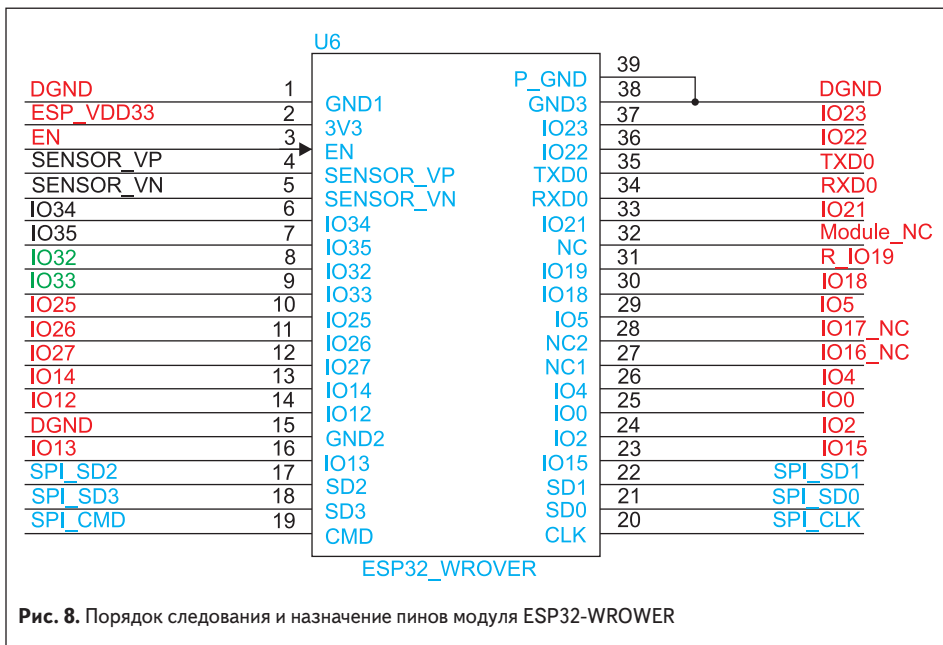 U6
39
P_GND
DGND 1 GND1 GND3 38 DGND
ESP_VDD33 2 3V3 IO23 37 IO23
EN 3 EN IO22 36 IO22
SENSOR_VP 4 SENSOR_VP TXD0 35 TXD0
SENSOR_VN 5 SENSOR_VN RXD0 34 RXD0
IO34 6 IO34 IO21 33 IO21
IO35 7 IO35 NC 32 Module_NC
IO32 8 IO32 IO19 31 R_IO19
IO33 9 IO33 IO18 30 IO18
IO25 10 IO25 IO5 29 IO5
IO26 11 IO26 NC2 28 IO17_NC
IO27 12 IO27 NC1 27 IO16_NC
IO14 13 IO14 IO4 26 IO4
IO12 14 IO12 IO0 25 IO0
DGND 15 GND2 IO2 24 IO2
IO13 16 IO13 IO15 23 IO15
SPI_SD2 17 SD2 SD1 22 SPI_SD1
SPI_SD3 18 SD3 SD0 21 SPI_SD0
SPI_CMD 19 CMD CLK 20 SPI_CLK
ESP32_WROVER
Рис. 8. Порядок следования и назначение пинов модуля ESP32-WROWER